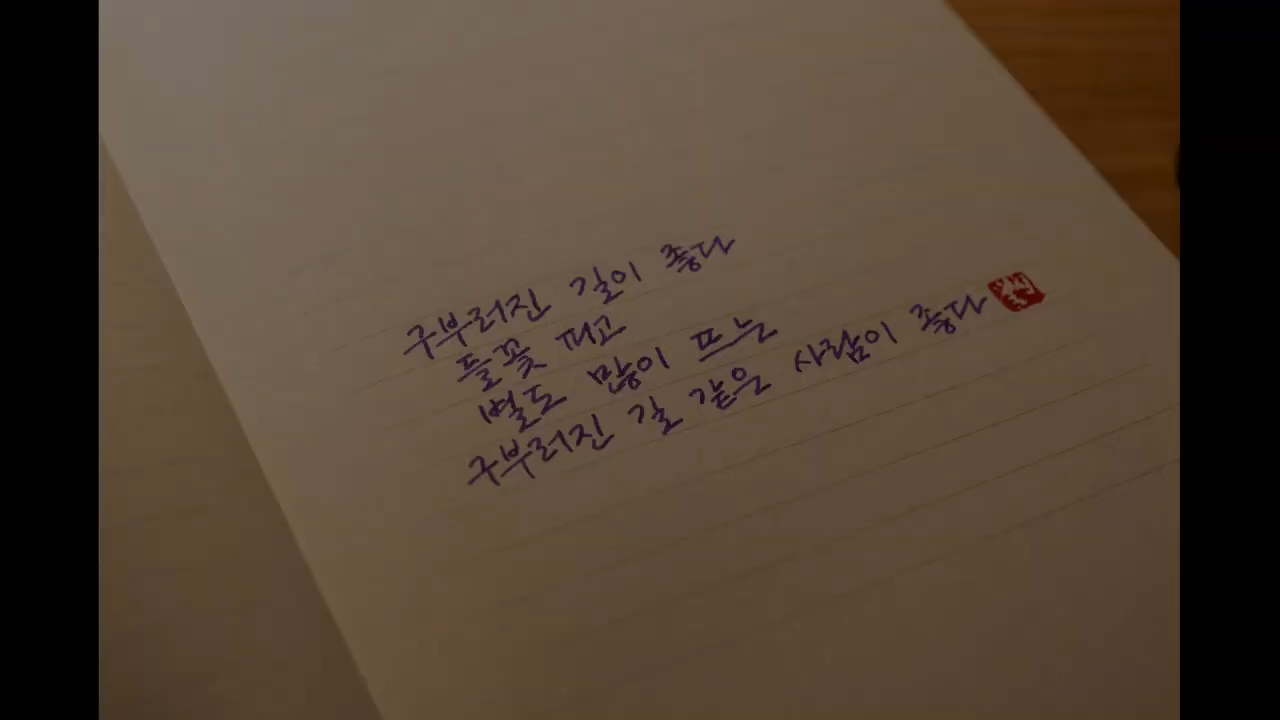 구부러진 길이 좋다
들꽃 피고
별도 많이 뜨는
구부러진 길 같은 사람이 좋다